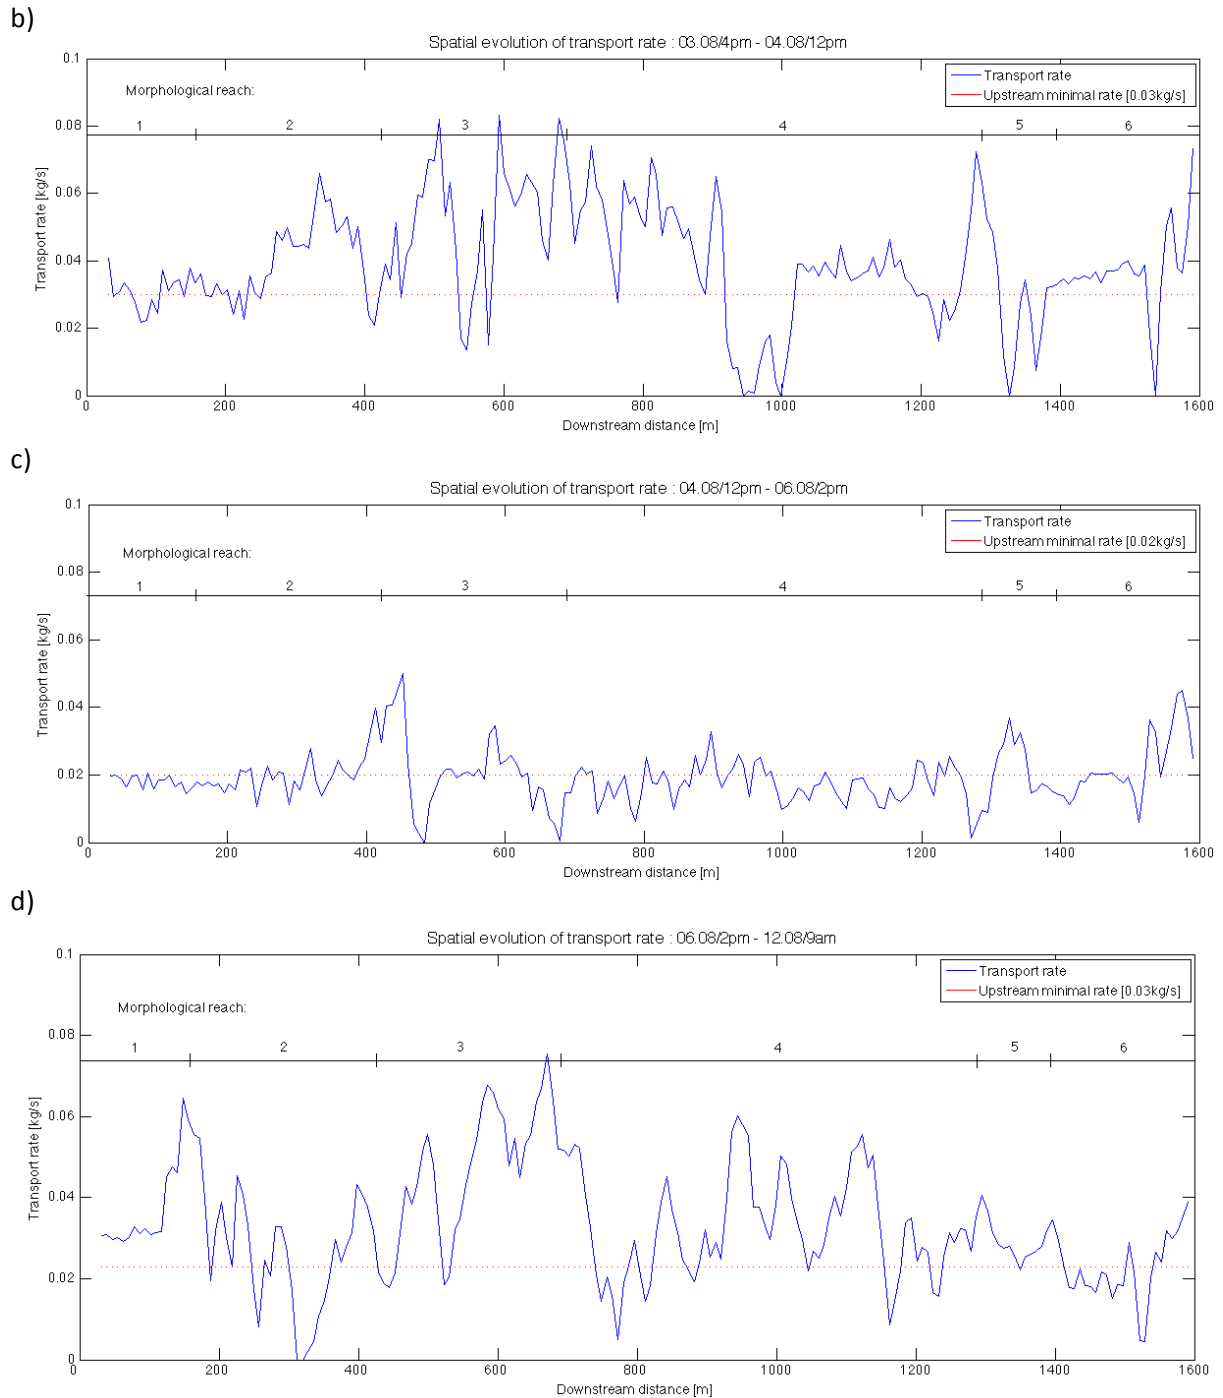 b)
Spatial evolution of transport rate : 03.08/4pm - 04.08/12pm
0.1
Transport rate
Upstream minimal rate [0.03kg/s]
Morphological reach:
1 2 3 4 5 6
0.08
0.06
0.04
0.02
0
Transport rate [kg/s]
0 200 400 600 800 1000 1200 1400 1600
Downstream distance [m]
c)
Spatial evolution of transport rate : 04.08/12pm - 06.08/2pm
0.1
Transport rate
Upstream minimal rate [0.02kg/s]
Morphological reach:
0.08
1 2 3 4 5 6
0.06
0.04
0.02
0
Transport rate [kg/s]
0 200 400 600 800 1000 1200 1400 1600
Downstream distance [m]
d)
Spatial evolution of transport rate : 06.08/2pm - 12.08/9am
0.1
Transport rate
Upstream minimal rate [0.03kg/s]
Morphological reach:
0.08
1 2 3 4 5 6
0.06
0.04
0.02
0
Transport rate [kg/s]
0 200 400 600 800 1000 1200 1400 1600
Downstream distance [m]